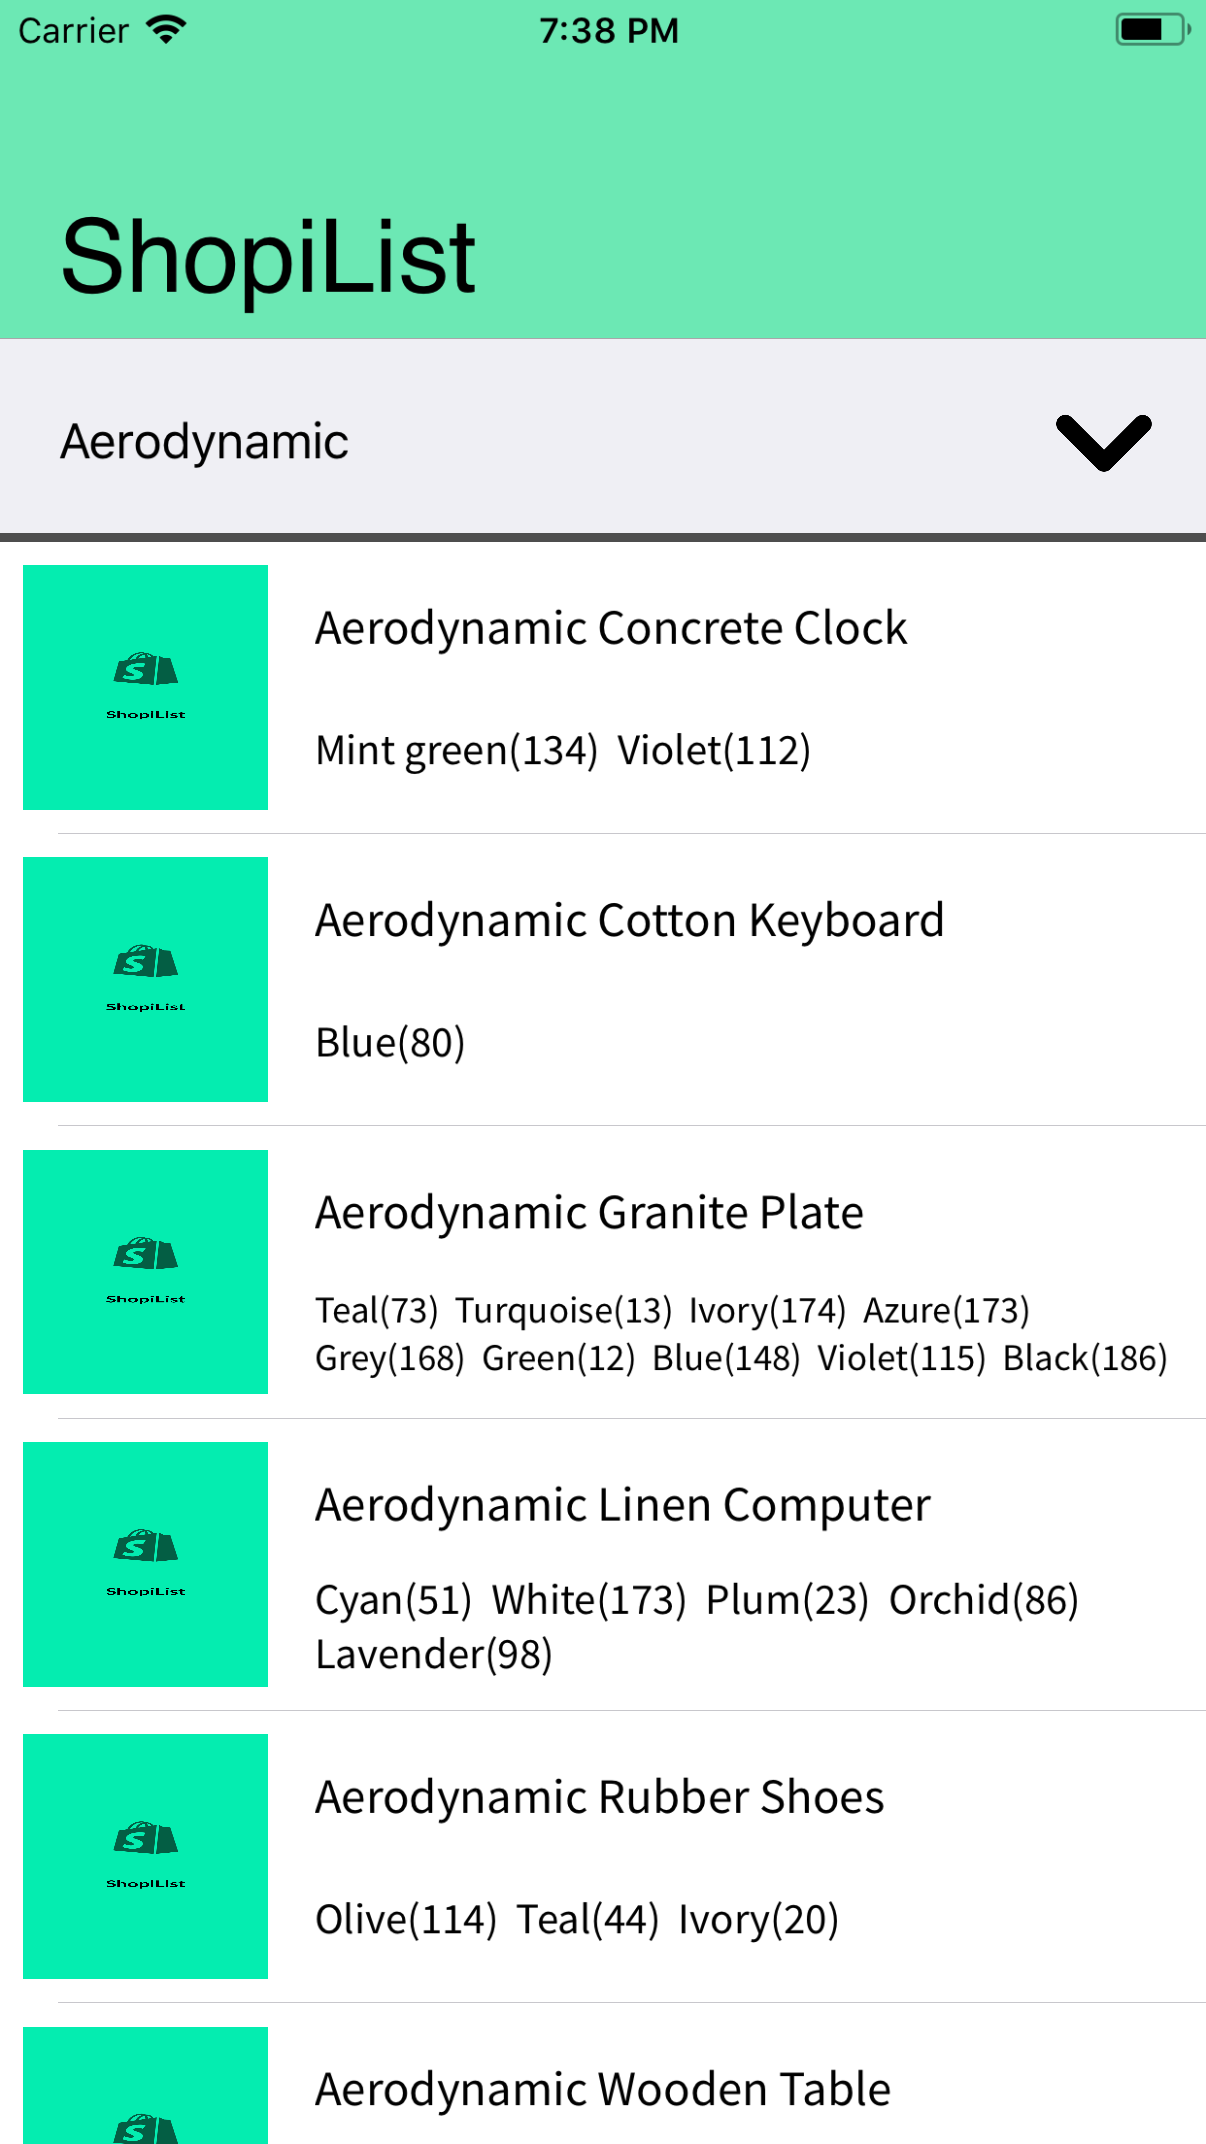 Carrier 7:38 PM
ShopiList
Aerodynamic
Aerodynamic Concrete Clock
Mint green(134) Violet(112)
ShopiList
Aerodynamic Cotton Keyboard
Blue(80)
ShopiList
Aerodynamic Granite Plate
Teal(73) Turquoise(13) Ivory(174) Azure(173)
Grey(168) Green(12) Blue(148) Violet(115) Black(186)
ShopiList
Aerodynamic Linen Computer
Cyan(51) White(173) Plum(23) Orchid(86)
Lavender(98)
ShopiList
Aerodynamic Rubber Shoes
Olive(114) Teal(44) Ivory(20)
ShopiList
Aerodynamic Wooden Table